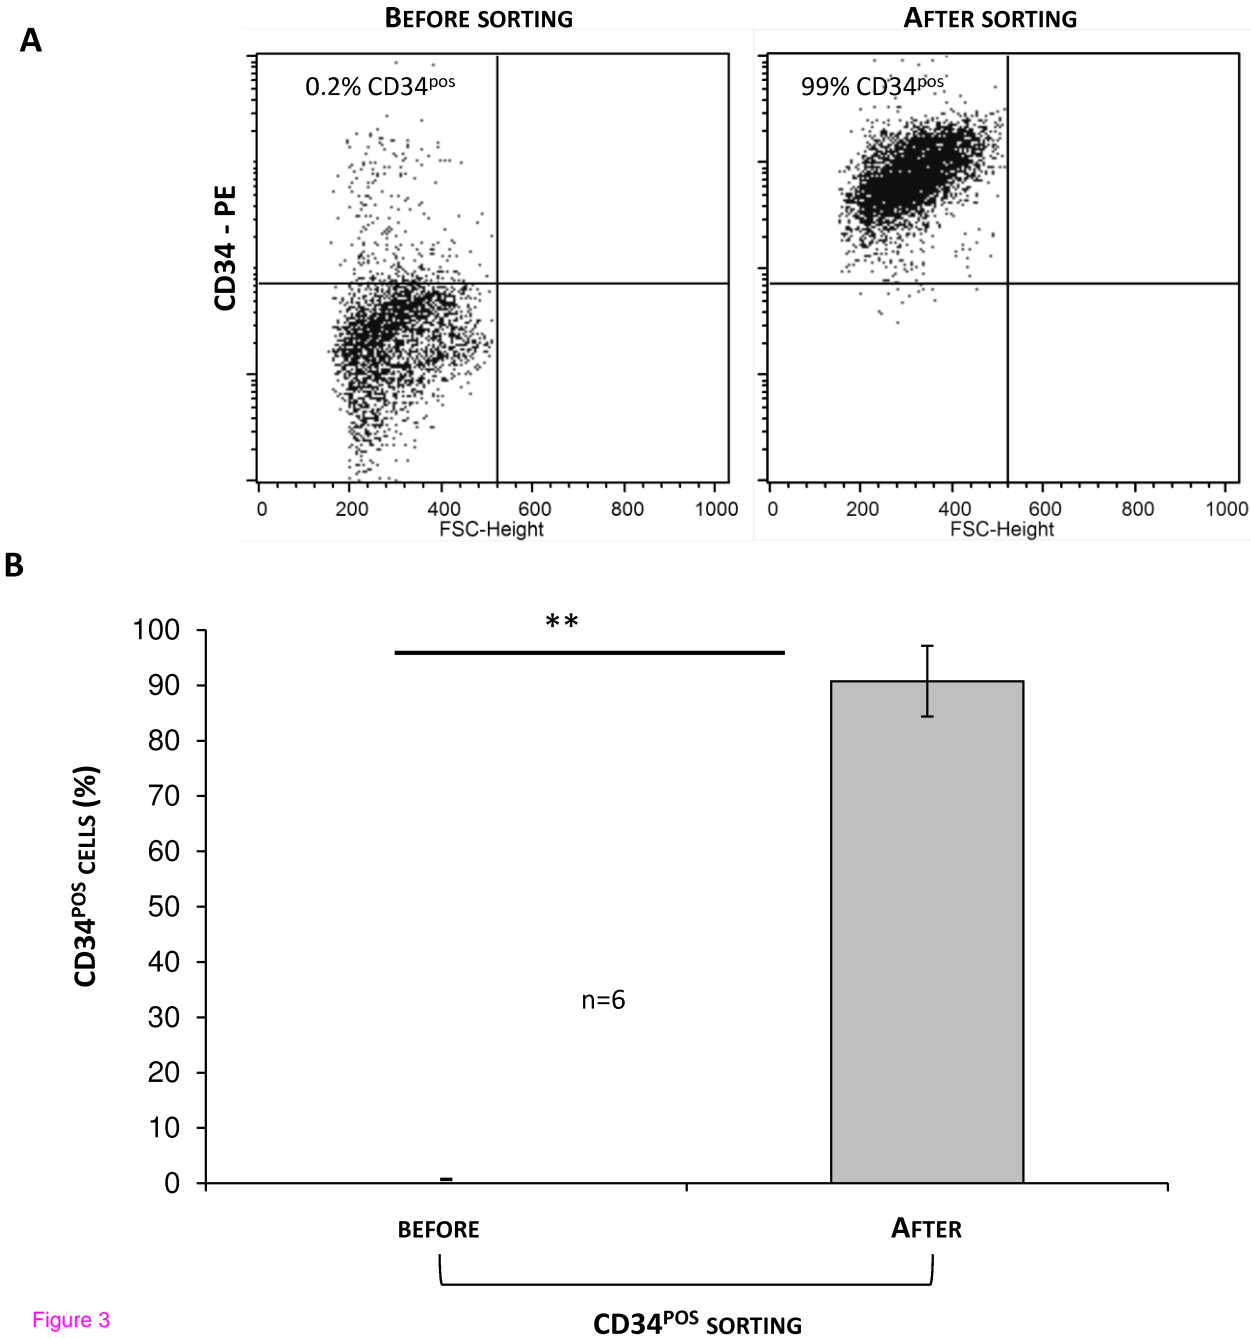 A
BEFORE SORTING
AFTER SORTING
0.2% CD34pos
99% CD34pos
CD34 - PE
0 200 400 600 800 1000
0 200 400 600 800 1000
FSC-Height
FSC-Height
B
**
100
90
80
70
60
50
40
30
20
10
0
CD34POS CELLS (%)
n=6
BEFORE
AFTER
CD34POS SORTING
Figure 3